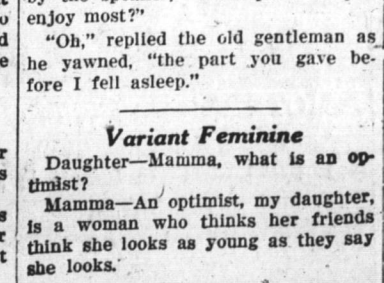 enjoy most?"
"Oh," replied the old gentleman as
he yawned, "the part you gave be-
fore I fell asleep."
Variant Feminine
Daughter—Mamma, what is an op-
timist?
Mamma—An optimist, my daughter,
is a woman who thinks her friends
think she looks as young as they say
she looks.